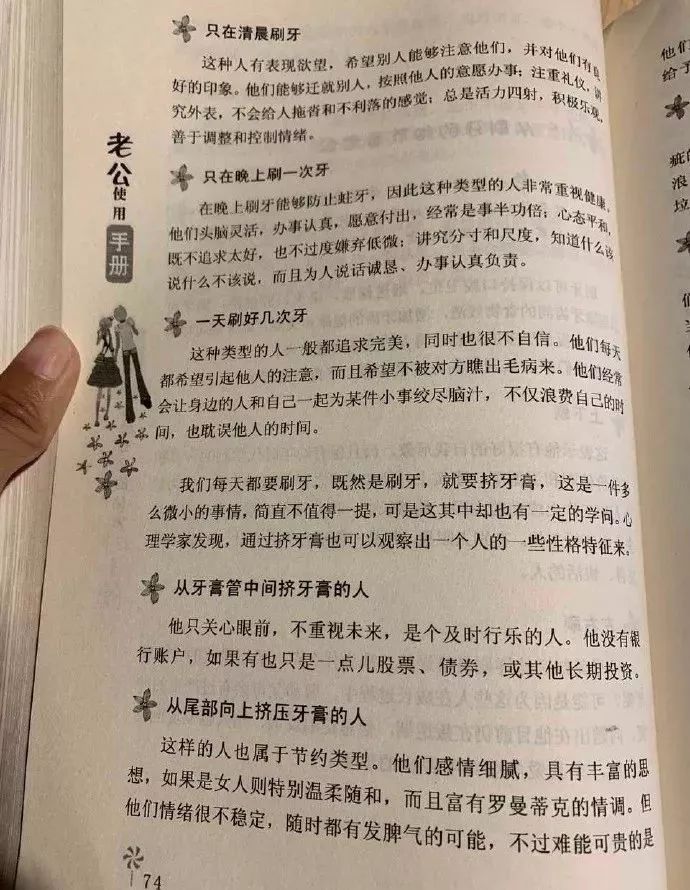 只在清晨刷牙
这种人有表现欲望，希望别人能够注意他们，并对他们有良
好的印象。他们能够迁就别人，按照他人的意愿办事；注重礼仪，讲
究外表，不会给人拖沓和不利落的感觉；总是活力四射，积极乐观，
善于调整和控制情绪。
只在晚上刷一次牙
在晚上刷牙能够防止蛀牙，因此这种类型的人非常重视健康。
他们头脑灵活，办事认真，愿意付出，经常是事半功倍；心态平和，
既不追求太好，也不过度嫌弃低微；讲究分寸和尺度，知道什么该
说什么不该说，而且为人说话诚恳、办事认真负责。
一天刷好几次牙
这种类型的人一般都追求完美，同时也很不自信。他们每天
都希望引起他人的注意，而且希望不被对方瞧出毛病来。他们经常
会让身边的人和自己一起为某件小事绞尽脑汁，不仅浪费自己的时
间，也耽误他人的时间。
我们每天都要刷牙，既然是刷牙，就要挤牙膏，这是一件多
么微小的事情，简直不值得一提，可是这其中却也有一定的学问。心
理学家发现，通过挤牙膏也可以观察出一个人的一些性格特征来。
从牙膏管中间挤牙膏的人
他只关心眼前，不重视未来，是个及时行乐的人。他没有银
行账户，如果有也只是一点儿股票、债券，或其他长期投资。
从尾部向上挤压牙膏的人
这样的人也属于节约类型。他们感情细腻，具有丰富的思
想，如果是女人则特别温柔随和，而且富有罗曼蒂克的情调。但
他们情绪很不稳定，随时都有发脾气的可能，不过难能可贵的是
74
老公使用手册
他们
给予
疵的
浪
垃
们